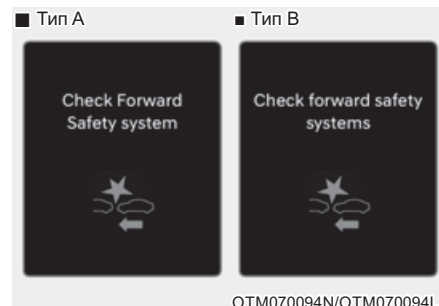 ■ Тип A
■ Тип B
Check Forward
Safety system
Check forward safety
systems
OTM070094N/OTM070094L